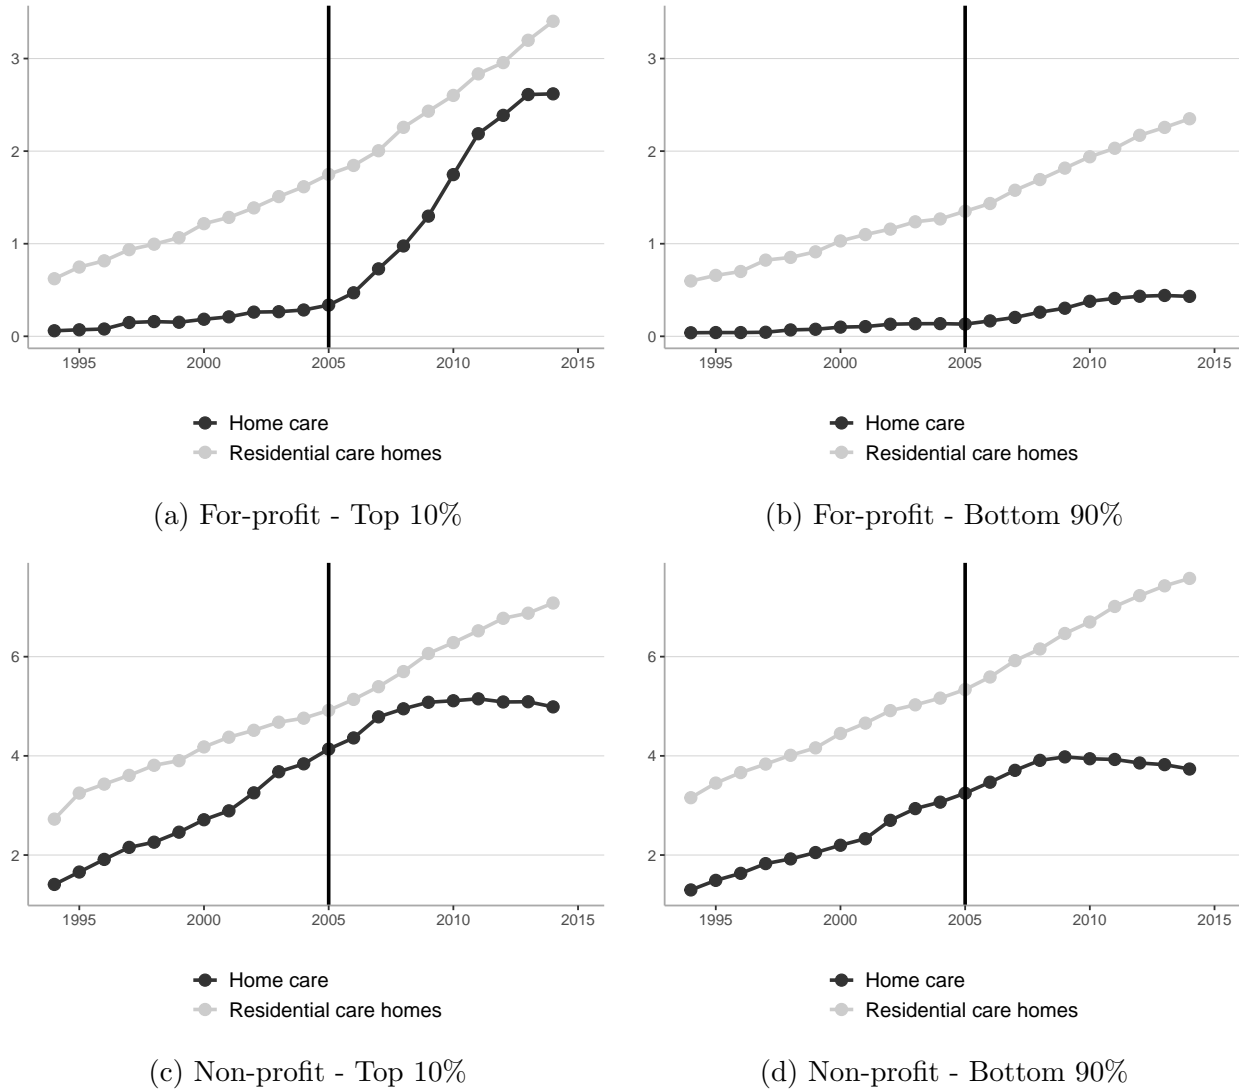 3
2
1
0
1995 2000 2005 2010 2015
Home care
Residential care homes
(a) For-profit - Top 10%
3
2
1
0
1995 2000 2005 2010 2015
Home care
Residential care homes
(b) For-profit - Bottom 90%
6
4
2
1995 2000 2005 2010 2015
Home care
Residential care homes
(c) Non-profit - Top 10%
6
4
2
1995 2000 2005 2010 2015
Home care
Residential care homes
(d) Non-profit - Bottom 90%